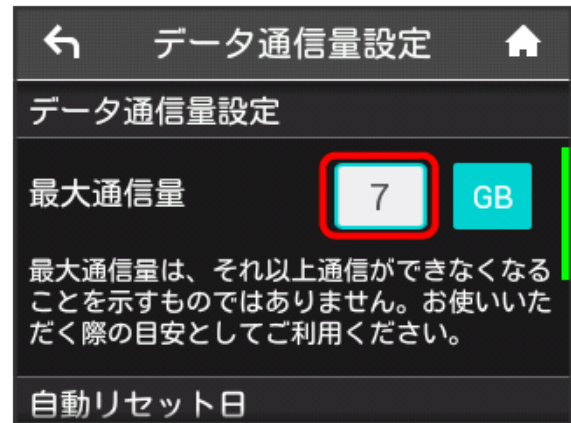 データ通信量設定
データ通信量設定
最大通信量 7 GB
最大通信量は、それ以上通信ができなくなる
ことを示すものではありません。お使いいた
だく際の目安としてご利用ください。
自動リセット日